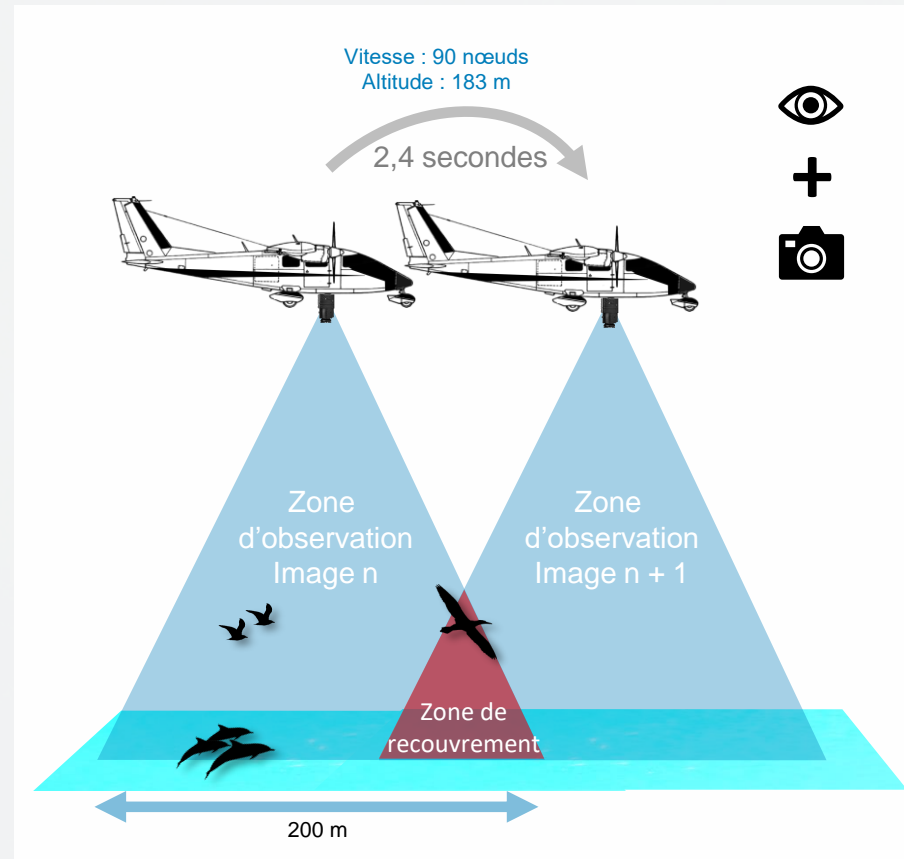 Vitesse : 90 nœuds
Altitude : 183 m
2,4 secondes
Zone
d'observation
Image n
Zone
d'observation
Image n + 1
Zone de
recouvrement
200 m